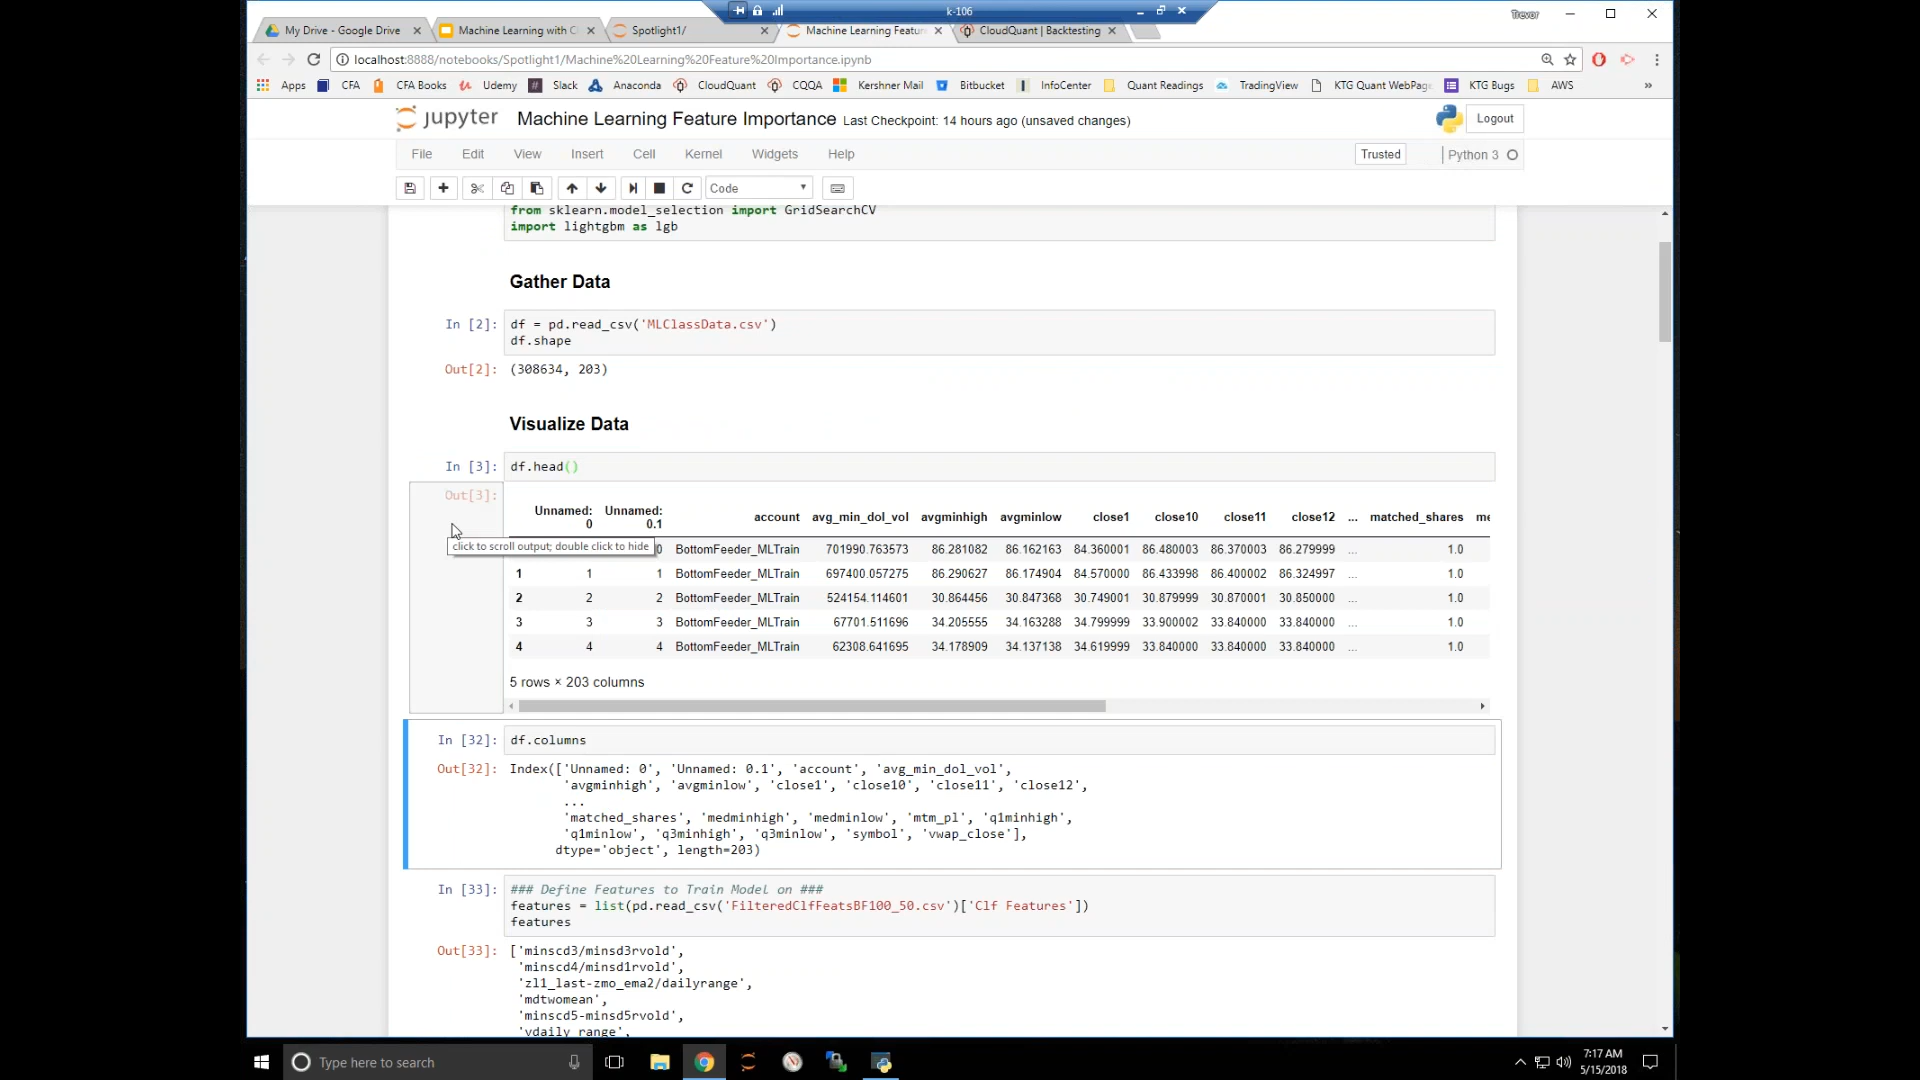 k-106
Trevor
My Drive - Google Drive
Machine Learning with Cl
Spotlight1/
Machine Learning Featur
CloudQuant | Backtesting
localhost:8888/notebooks/Spotlight1/Machine%20Learning%20Feature%20Importance.ipynb
Apps CFA CFA Books Udemy Slack Anaconda CloudQuant CQQA Kershner Mail Bitbucket InfoCenter Quant Readings TradingView KTG Quant WebPage KTG Bugs AWS »
jupyter Machine Learning Feature Importance Last Checkpoint: 14 hours ago (unsaved changes) Logout
File Edit View Insert Cell Kernel Widgets Help Trusted Python 3
Code
from sklearn.model_selection import GridSearchCV
import lightgbm as lgb
Gather Data
In [2]: df = pd.read_csv('MLClassData.csv')
df.shape
Out[2]: (308634, 203)
Visualize Data
In [3]: df.head()
Out[3]:
Unnamed: 0 Unnamed: 0.1 account avg_min_dol_vol avgminhigh avgminlow close1 close10 close11 close12 ... matched_shares me
0 BottomFeeder_MLTrain 701990.763573 86.281082 86.162163 84.360001 86.480003 86.370003 86.279999 ... 1.0
click to scroll output; double click to hide
1 1 1 BottomFeeder_MLTrain 697400.057275 86.290627 86.174904 84.570000 86.433998 86.400002 86.324997 ... 1.0
2 2 2 BottomFeeder_MLTrain 524154.114601 30.864456 30.847368 30.749001 30.879999 30.870001 30.850000 ... 1.0
3 3 3 BottomFeeder_MLTrain 67701.511696 34.205555 34.163288 34.799999 33.900002 33.840000 33.840000 ... 1.0
4 4 4 BottomFeeder_MLTrain 62308.641695 34.178909 34.137138 34.619999 33.840000 33.840000 33.840000 ... 1.0
5 rows × 203 columns
In [32]: df.columns
Out[32]: Index(['Unnamed: 0', 'Unnamed: 0.1', 'account', 'avg_min_dol_vol',
'avgminhigh', 'avgminlow', 'close1', 'close10', 'close11', 'close12',
...
'matched_shares', 'medminhigh', 'medminlow', 'mtm_pl', 'q1minhigh',
'q1minlow', 'q3minhigh', 'q3minlow', 'symbol', 'vwap_close'],
dtype='object', length=203)
In [33]: ### Define Features to Train Model on ###
features = list(pd.read_csv('FilteredClfFeatsBF100_50.csv')['Clf Features'])
features
Out[33]: ['minscd3/minsd3rvold',
'minscd4/minsd1rvold',
'zl1_last-zmo_ema2/dailyrange',
'mdtwomean',
'minscd5-minsd5rvold',
'vdaily_range',
Type here to search
7:17 AM
5/15/2018